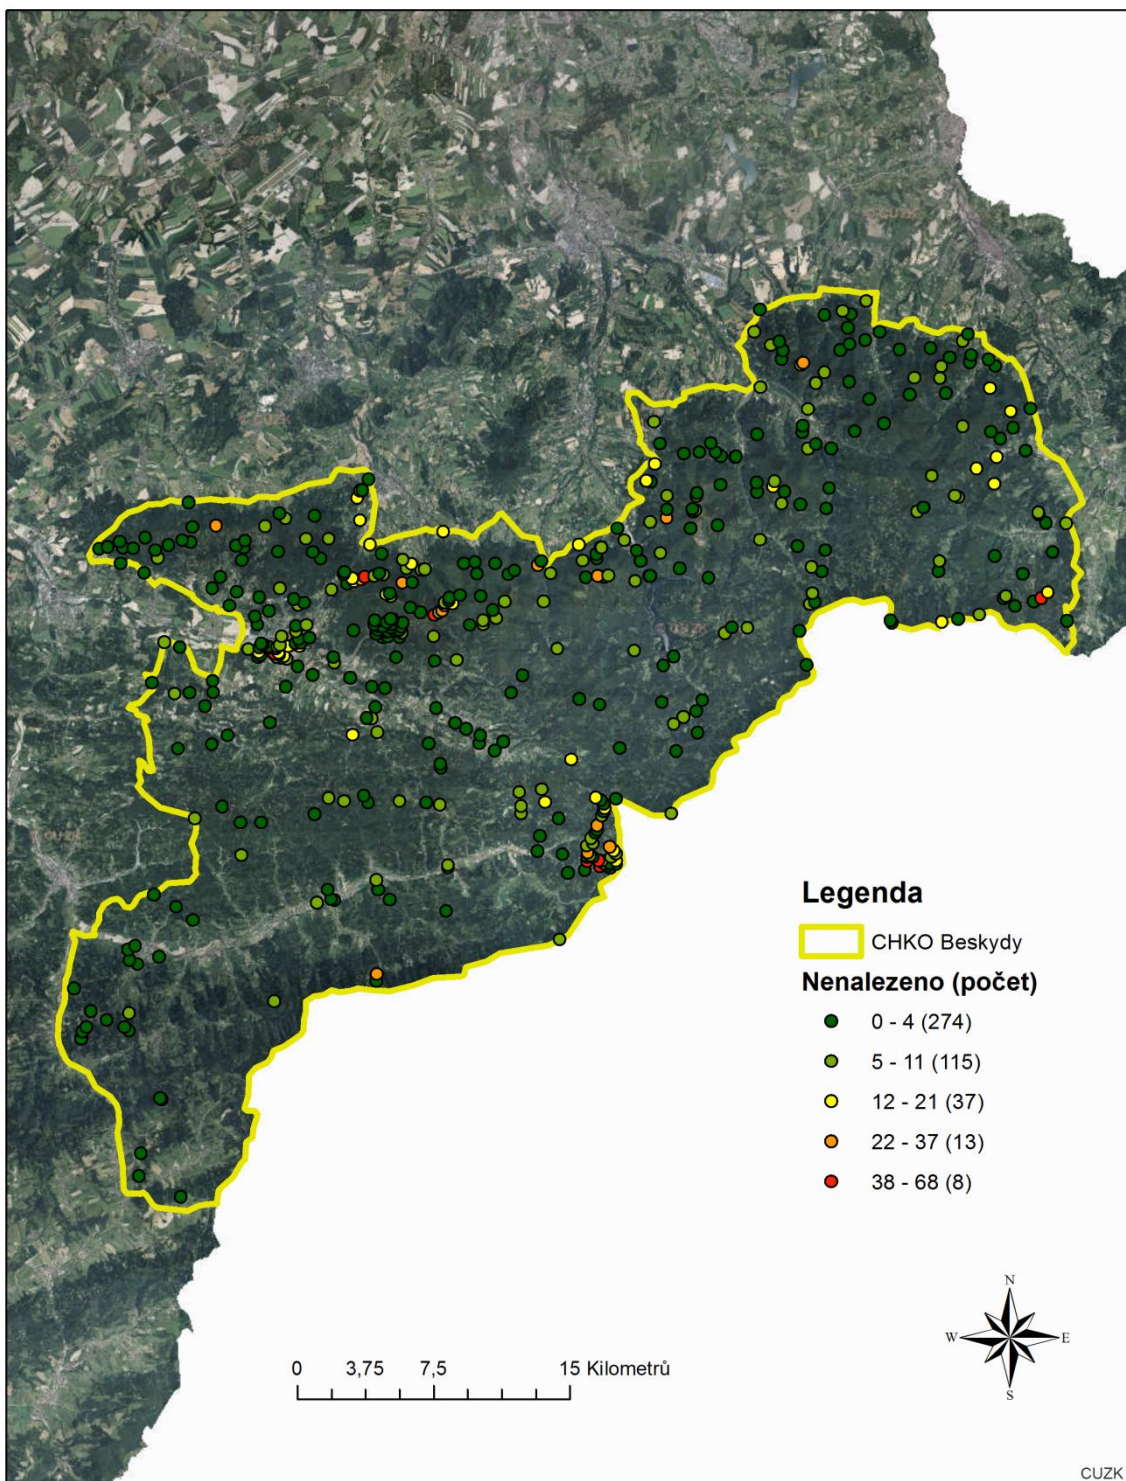 Legenda
CHKO Beskydy
Nenalezeno (počet)
0 - 4 (274)
5 - 11 (115)
12 - 21 (37)
22 - 37 (13)
38 - 68 (8)
N
W E
S
0 3,75 7,5 15 Kilometrů
CUZK